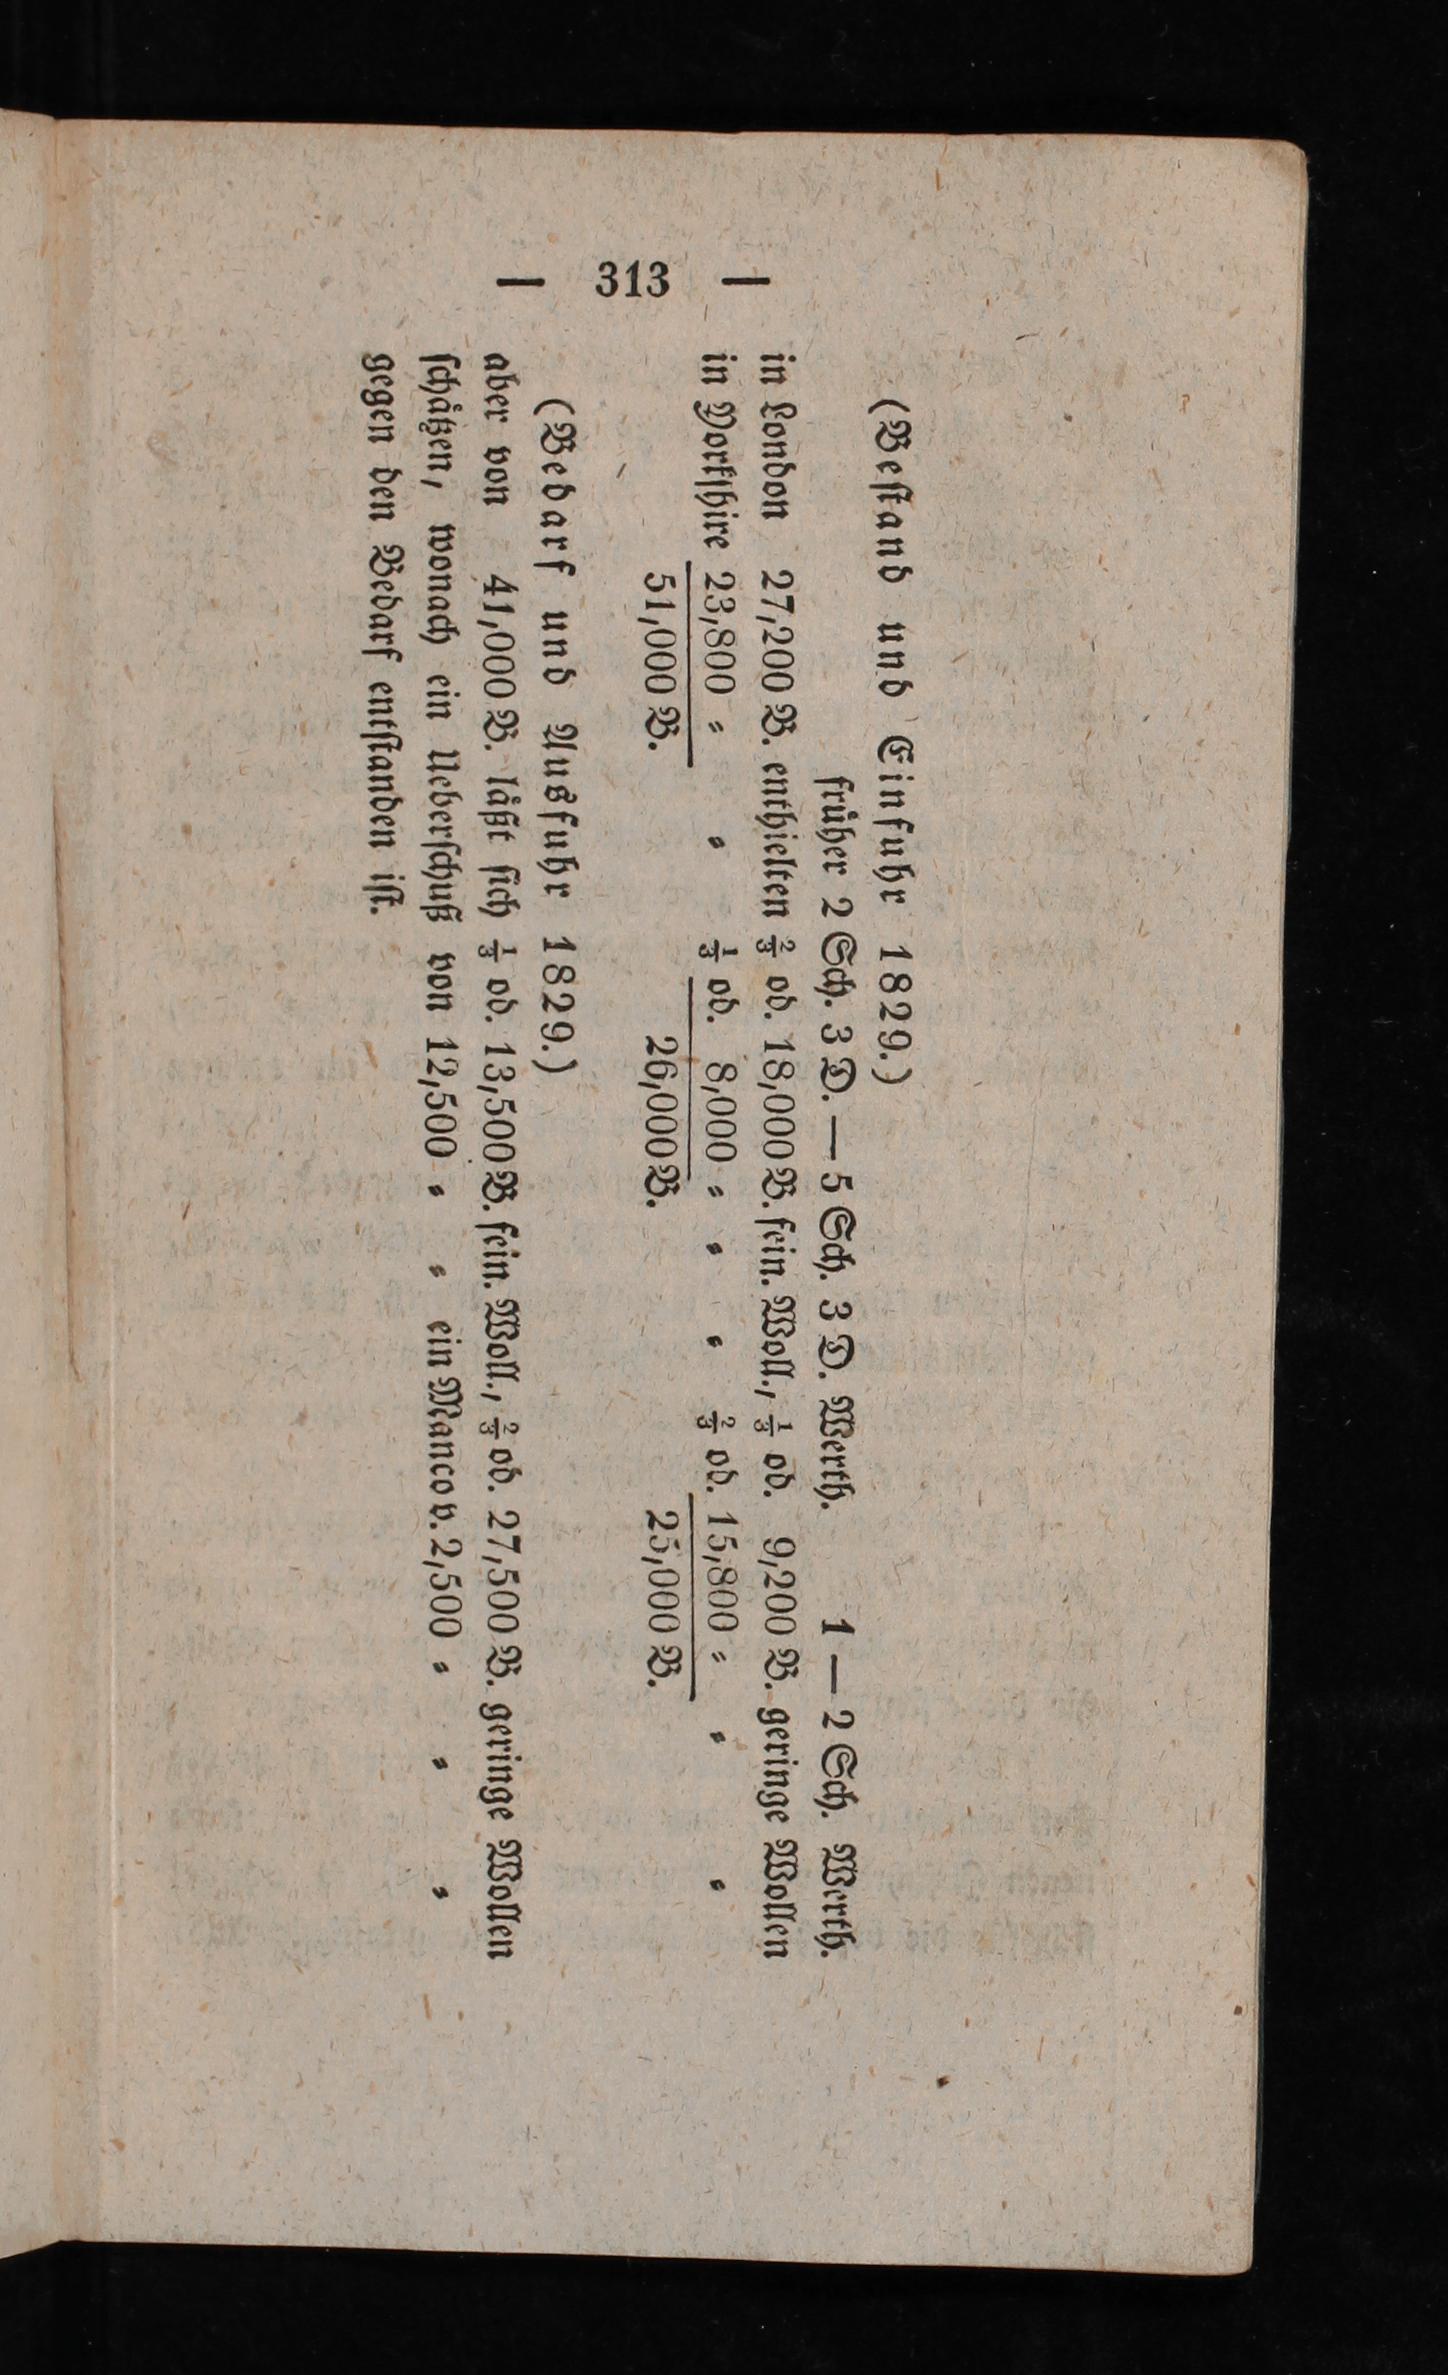 — 313 —
(Beſtand und Einfuhr 1829.)
früher 2 Sch. 3 D. — 5 Sch. 3 D. Werth. 1 — 2 Sch. Werth.
in London 27,200 B. enthielten ⅔ od. 18,000 B. fein. Woll., ⅓ od. 9,200 B. geringe Wollen
in Yorkſhire 23,800 „ „ ⅓ od. 8,000 „ „ „ ⅔ od. 15,800 „ „ „
51,000 B. 26,000 B. 25,000 B.
(Bedarf und Ausfuhr 1829.)
aber von 41,000 B. läßt ſich ⅓ od. 13,500 B. fein. Woll., ⅔ od. 27,500 B. geringe Wollen
ſchätzen, wonach ein Ueberſchuß von 12,500 „ „ ein Manco v. 2,500 „ „ „
gegen den Bedarf entſtanden iſt.